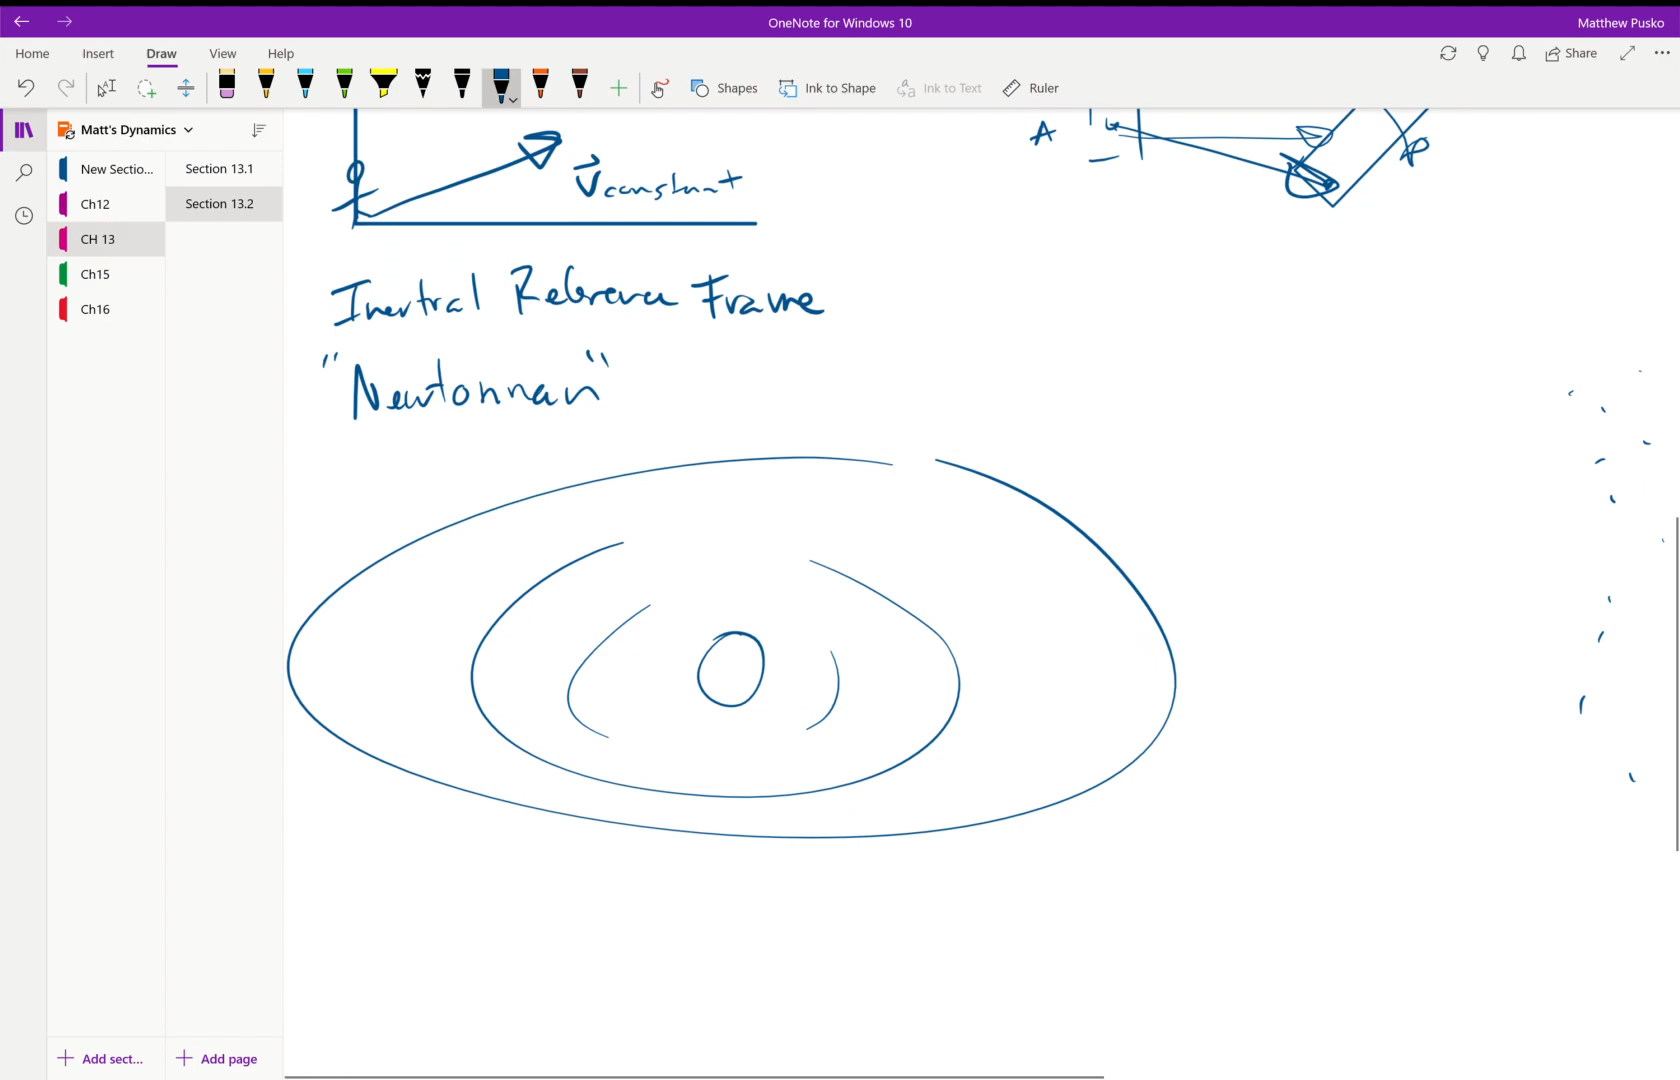 OneNote for Windows 10
Matthew Pusko
Home Insert Draw View Help
Share
Shapes Ink to Shape Ink to Text Ruler
Matt's Dynamics
New Sectio...
Ch12
CH 13
Ch15
Ch16
Section 13.1
Section 13.2
V constant
A
P
Inertial Reference Frame
"Newtonnan"
Add sect...
Add page